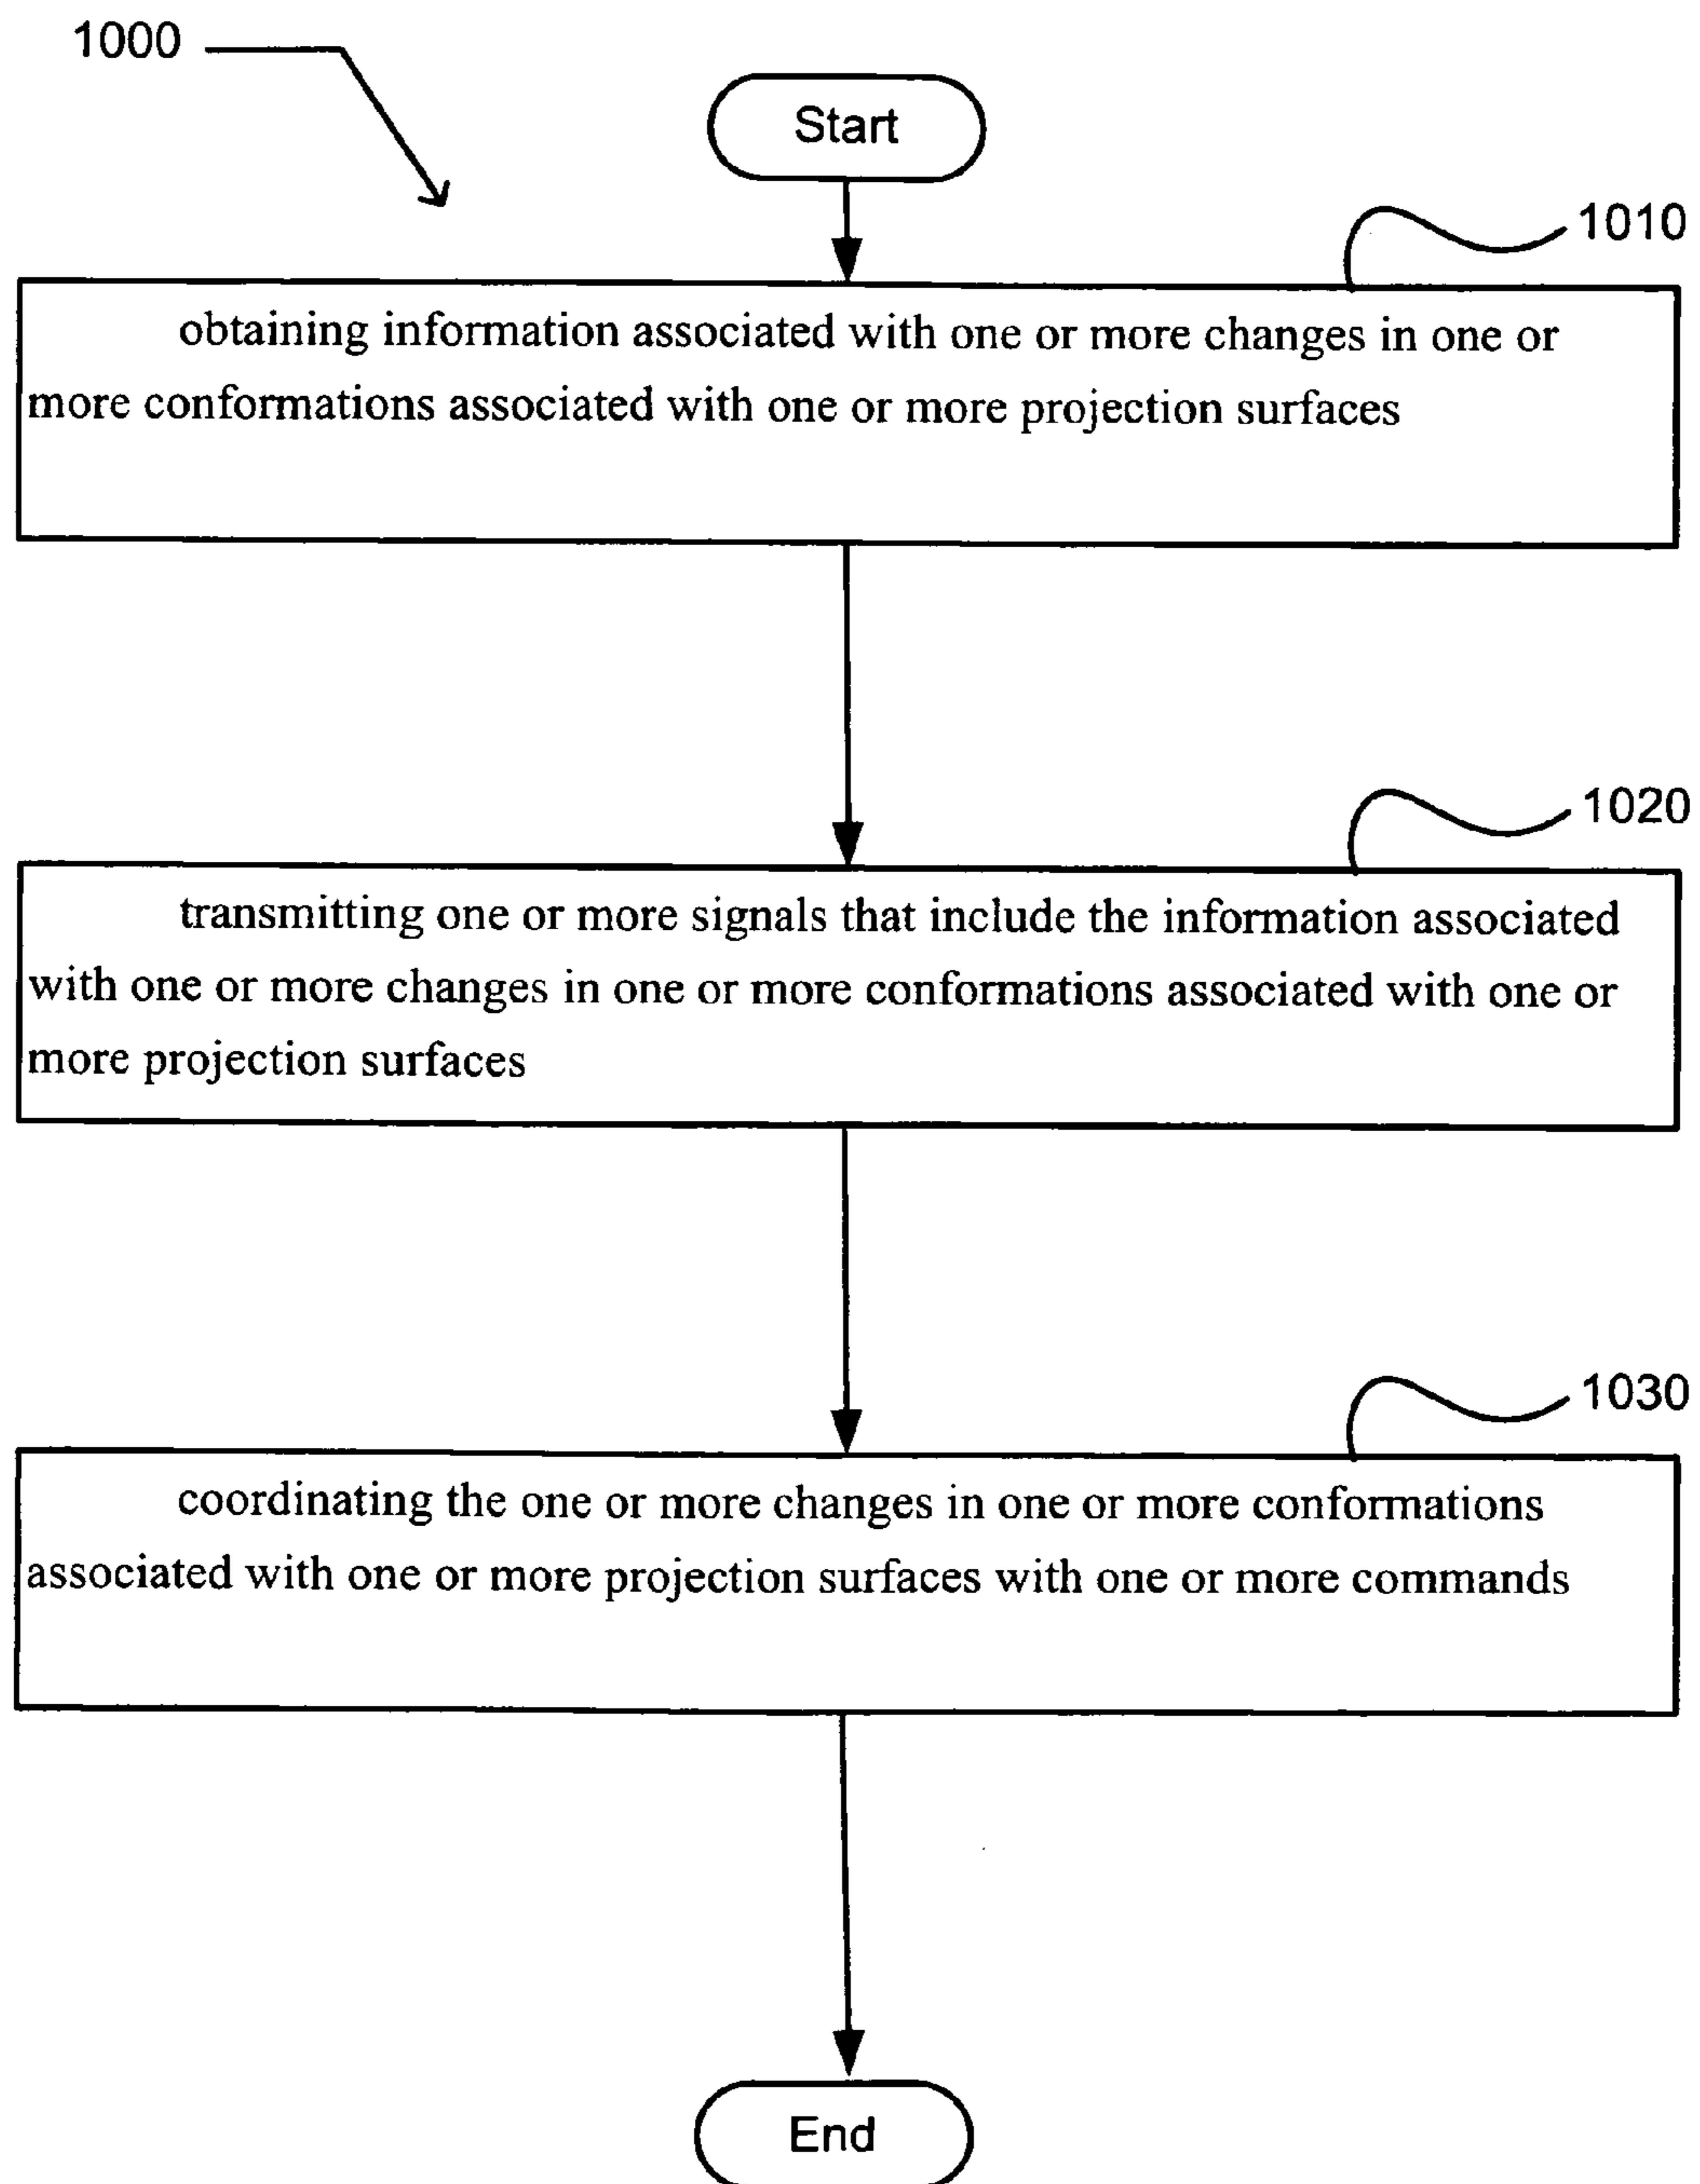 1000
Start
1010
obtaining information associated with one or more changes in one or
more conformations associated with one or more projection surfaces
1020
transmitting one or more signals that include the information associated
with one or more changes in one or more conformations associated with one or
more projection surfaces
1030
coordinating the one or more changes in one or more conformations
associated with one or more projection surfaces with one or more commands
End